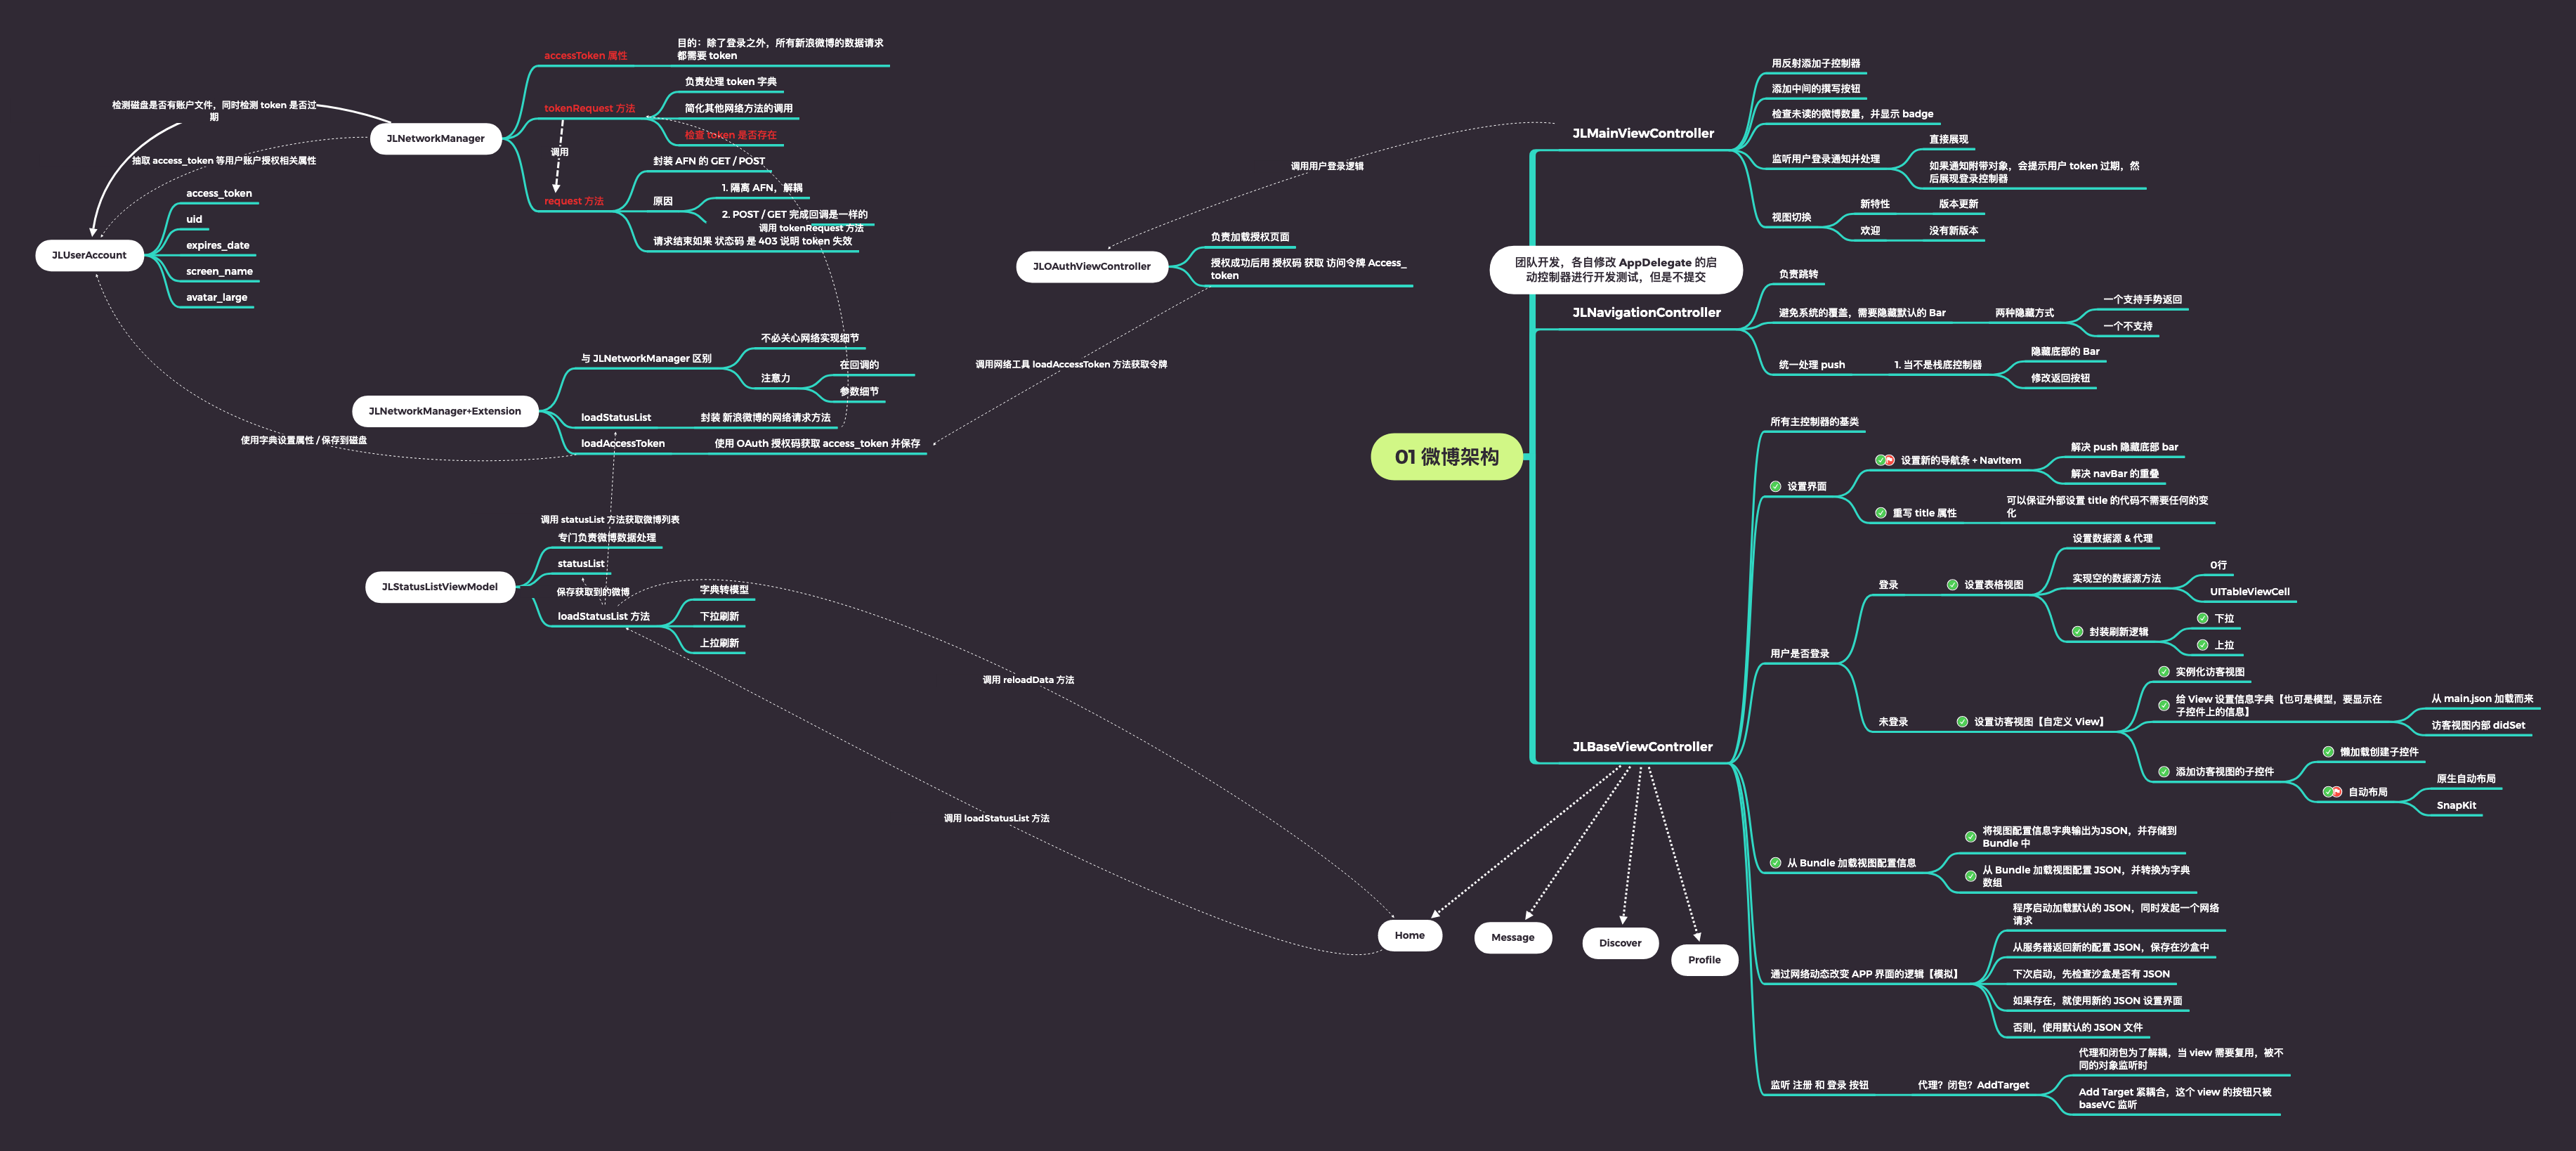 检测磁盘是否有账户文件，同时检测 token 是否过
期
抽取 access_token 等用户账户授权相关属性
JLNetworkManager
accessToken 属性
目的：除了登录之外，所有新浪微博的数据请求
都需要 token
tokenRequest 方法
负责处理 token 字典
简化其他网络方法的调用
检查 token 是否存在
调用
request 方法
封装 AFN 的 GET / POST
原因
1. 隔离 AFN，解耦
2. POST / GET 完成回调是一样的
调用 tokenRequest 方法
请求结束如果 状态码 是 403 说明 token 失效
JLUserAccount
access_token
uid
expires_date
screen_name
avatar_large
使用字典设置属性 / 保存到磁盘
JLNetworkManager+Extension
与 JLNetworkManager 区别
不必关心网络实现细节
注意力
在回调的
参数细节
loadStatusList
封装 新浪微博的网络请求方法
loadAccessToken
使用 OAuth 授权码获取 access_token 并保存
调用 statusList 方法获取微博列表
JLStatusListViewModel
专门负责微博数据处理
statusList
保存获取到的微博
loadStatusList 方法
字典转模型
下拉刷新
上拉刷新
调用用户登录逻辑
JLOAuthViewController
负责加载授权页面
授权成功后用 授权码 获取 访问令牌 Access_
token
调用网络工具 loadAccessToken 方法获取令牌
调用 reloadData 方法
调用 loadStatusList 方法
01 微博架构
JLMainViewController
用反射添加子控制器
添加中间的撰写按钮
检查未读的微博数量，并显示 badge
监听用户登录通知并处理
直接展现
如果通知附带对象，会提示用户 token 过期，然
后展现登录控制器
视图切换
新特性
版本更新
欢迎
没有新版本
团队开发，各自修改 AppDelegate 的启
动控制器进行开发测试，但是不提交
JLNavigationController
负责跳转
避免系统的覆盖，需要隐藏默认的 Bar
两种隐藏方式
一个支持手势返回
一个不支持
统一处理 push
1. 当不是栈底控制器
隐藏底部的 Bar
修改返回按钮
JLBaseViewController
所有主控制器的基类
设置界面
设置新的导航条 + NavItem
解决 push 隐藏底部 bar
解决 navBar 的重叠
重写 title 属性
可以保证外部设置 title 的代码不需要任何的变
化
用户是否登录
登录
设置表格视图
设置数据源 & 代理
实现空的数据源方法
0行
UITableViewCell
封装刷新逻辑
下拉
上拉
未登录
设置访客视图【自定义 View】
实例化访客视图
给 View 设置信息字典【也可是模型，要显示在
子控件上的信息】
从 main.json 加载而来
访客视图内部 didSet
添加访客视图的子控件
懒加载创建子控件
自动布局
原生自动布局
SnapKit
从 Bundle 加载视图配置信息
将视图配置信息字典输出为JSON，并存储到
Bundle 中
从 Bundle 加载视图配置 JSON，并转换为字典
数组
通过网络动态改变 APP 界面的逻辑【模拟】
程序启动加载默认的 JSON，同时发起一个网络
请求
从服务器返回新的配置 JSON，保存在沙盒中
下次启动，先检查沙盒是否有 JSON
如果存在，就使用新的 JSON 设置界面
否则，使用默认的 JSON 文件
监听 注册 和 登录 按钮
代理？闭包？AddTarget
代理和闭包为了解耦，当 view 需要复用，被不
同的对象监听时
Add Target 紧耦合，这个 view 的按钮只被
baseVC 监听
Home
Message
Discover
Profile